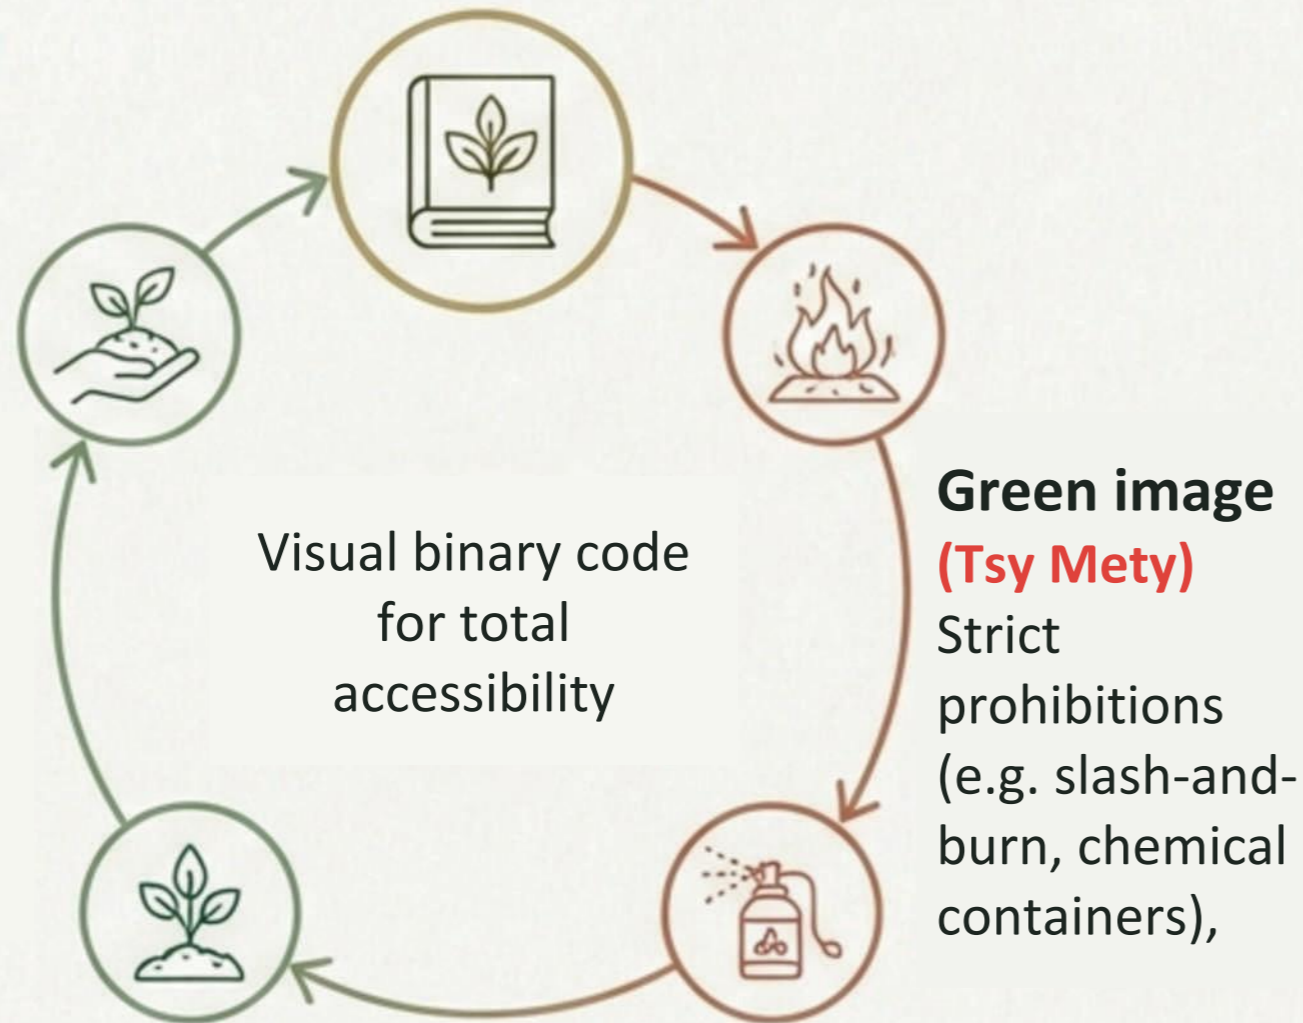 Visual binary code
for total
accessibility
Green image
(Tsy Mety)
Strict
prohibitions
(e.g. slash-and-
burn, chemical
containers),